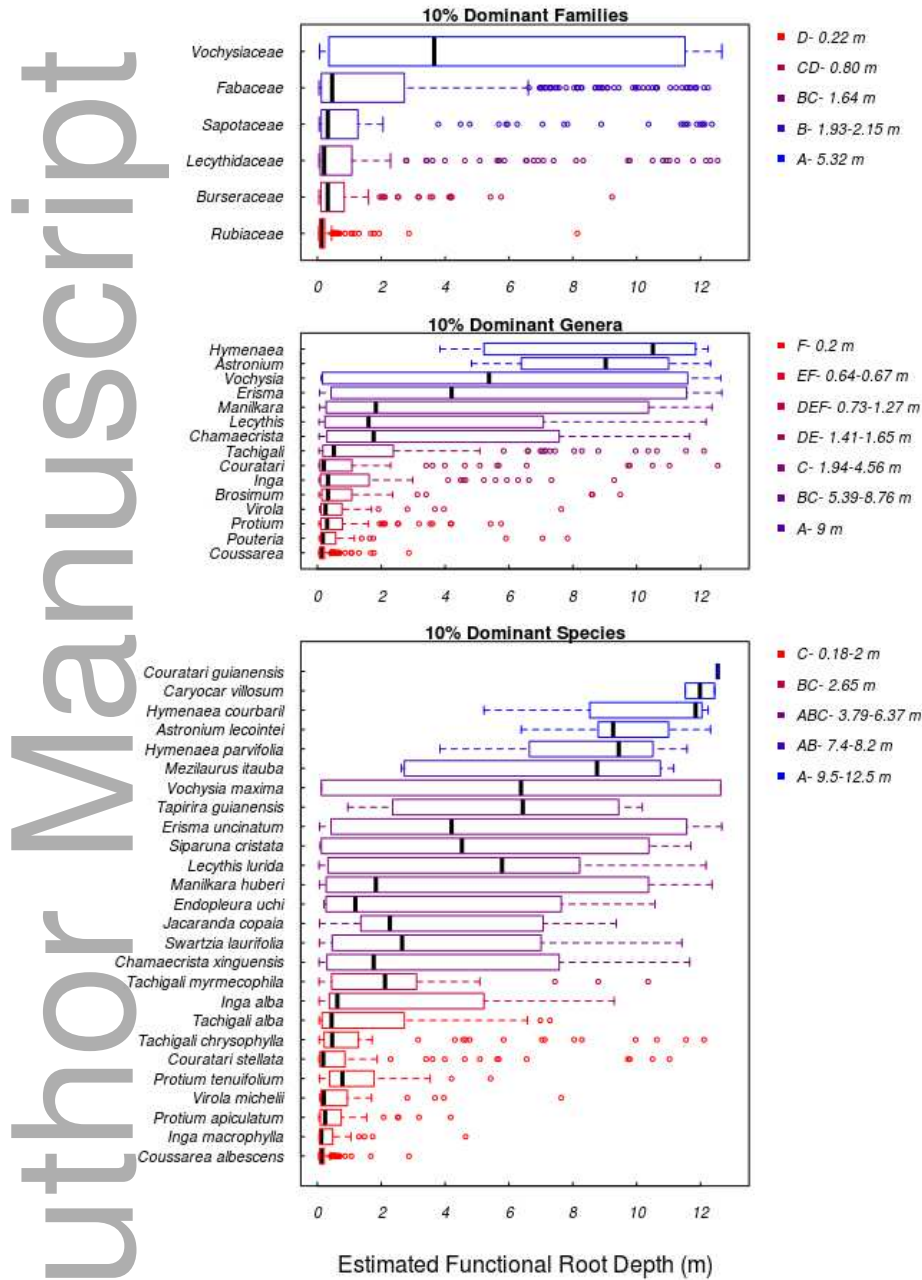 uthor Manuscript
10% Dominant Families
Vochysiaceae
Fabaceae
Sapotaceae
Lecythidaceae
Burseraceae
Rubiaceae
0 2 4 6 8 10 12
D- 0.22 m
CD- 0.80 m
BC- 1.64 m
B- 1.93-2.15 m
A- 5.32 m
10% Dominant Genera
Hymenaea
Astronium
Vochysia
Erisma
Manilkara
Lecythis
Chamaecrista
Tachigali
Couratari
Inga
Brosimum
Virola
Protium
Pouteria
Coussarea
0 2 4 6 8 10 12
F- 0.2 m
EF- 0.64-0.67 m
DEF- 0.73-1.27 m
DE- 1.41-1.65 m
C- 1.94-4.56 m
BC- 5.39-8.76 m
A- 9 m
10% Dominant Species
Couratari guianensis
Caryocar villosum
Hymenaea courbaril
Astronium lecointei
Hymenaea parvifolia
Mezilaurus itauba
Vochysia maxima
Tapirira guianensis
Erisma uncinatum
Siparuna cristata
Lecythis lurida
Manilkara huberi
Endopleura uchi
Jacaranda copaia
Swartzia laurifolia
Chamaecrista xinguensis
Tachigali myrmecophila
Inga alba
Tachigali alba
Tachigali chrysophylla
Couratari stellata
Protium tenuifolium
Virola michelii
Protium apiculatum
Inga macrophylla
Coussarea albescens
0 2 4 6 8 10 12
C- 0.18-2 m
BC- 2.65 m
ABC- 3.79-6.37 m
AB- 7.4-8.2 m
A- 9.5-12.5 m
Estimated Functional Root Depth (m)